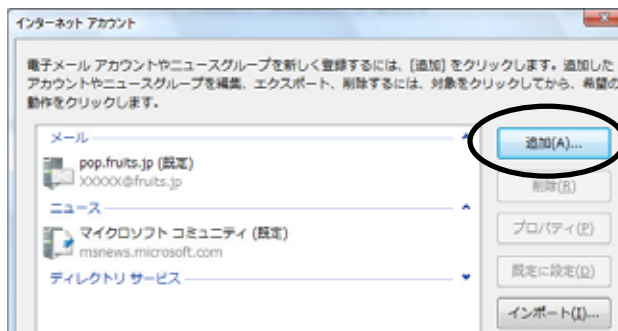 インターネット アカウント
電子メール アカウントやニュースグループを新しく登録するには、[追加] をクリックします。追加した
アカウントやニュースグループを編集、エクスポート、削除するには、対象をクリックしてから、希望の
動作をクリックします。
メール
追加(A)...
pop.fruits.jp (既定)
XXXXX@fruits.jp
削除(R)
ニュース
プロパティ(P)
マイクロソフト コミュニティ (既定)
msnews.microsoft.com
ディレクトリ サービス
既定に設定(D)
インポート(I)...